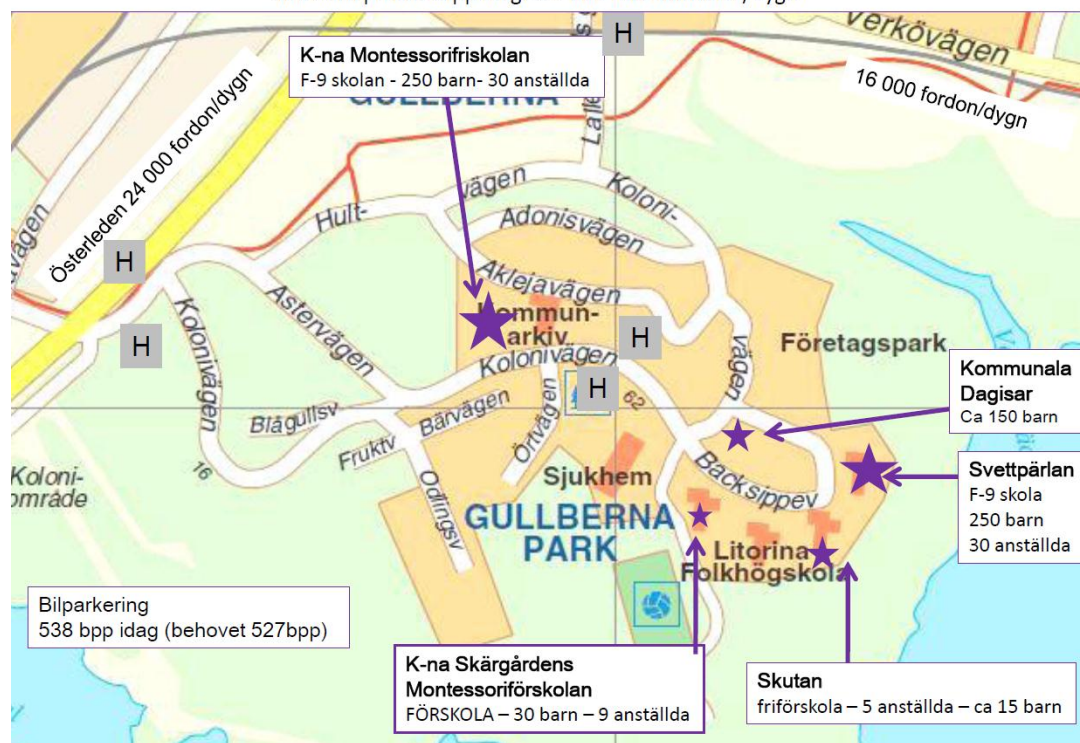 K-na Montessorifriskolan
F-9 skolan - 250 barn- 30 anställda
GULLBERNA
H
Verkövägen
16 000 fordon/dygn
Österleden 24 000 fordon/dygn
Hult-
vägen
Koloni-
vägen
Adonisvägen
Aklejavägen
H
H
Kommun-
arkiv
H
Företagspark
Kolonivägen
Astervägen
Kolonivägen
H
62
Kommunala
Dagisar
Ca 150 barn
Blågullsv
Bärvägen
Fruktv
Örtvägen
16
Koloni-
område
Odlingsv
Sjukhem
Backsippev
Svettpärlan
F-9 skola
250 barn
30 anställda
GULLBERNA
PARK
Litorina
Folkhögskola
Bilparkering
538 bpp idag (behovet 527bpp)
K-na Skärgårdens
Montessoriförskolan
FÖRSKOLA – 30 barn – 9 anställda
Skutan
friförskola – 5 anställda – ca 15 barn